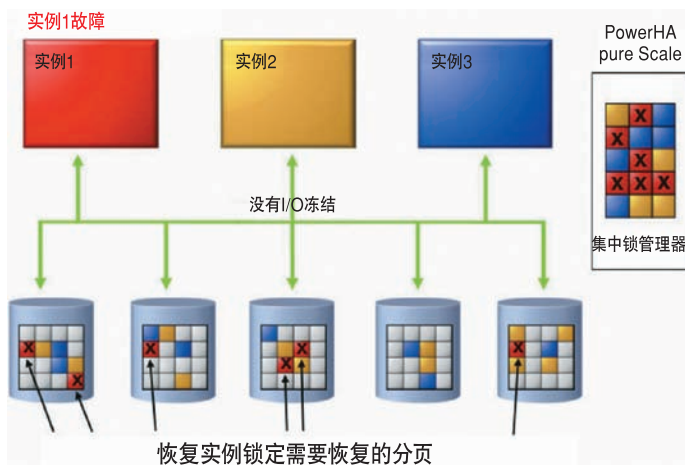 实例1故障
实例1
实例2
实例3
PowerHA
pure Scale
X
X
X
X X X
集中锁管理器
没有I/O冻结
X
X
X
X
X
X
恢复实例锁定需要恢复的分页